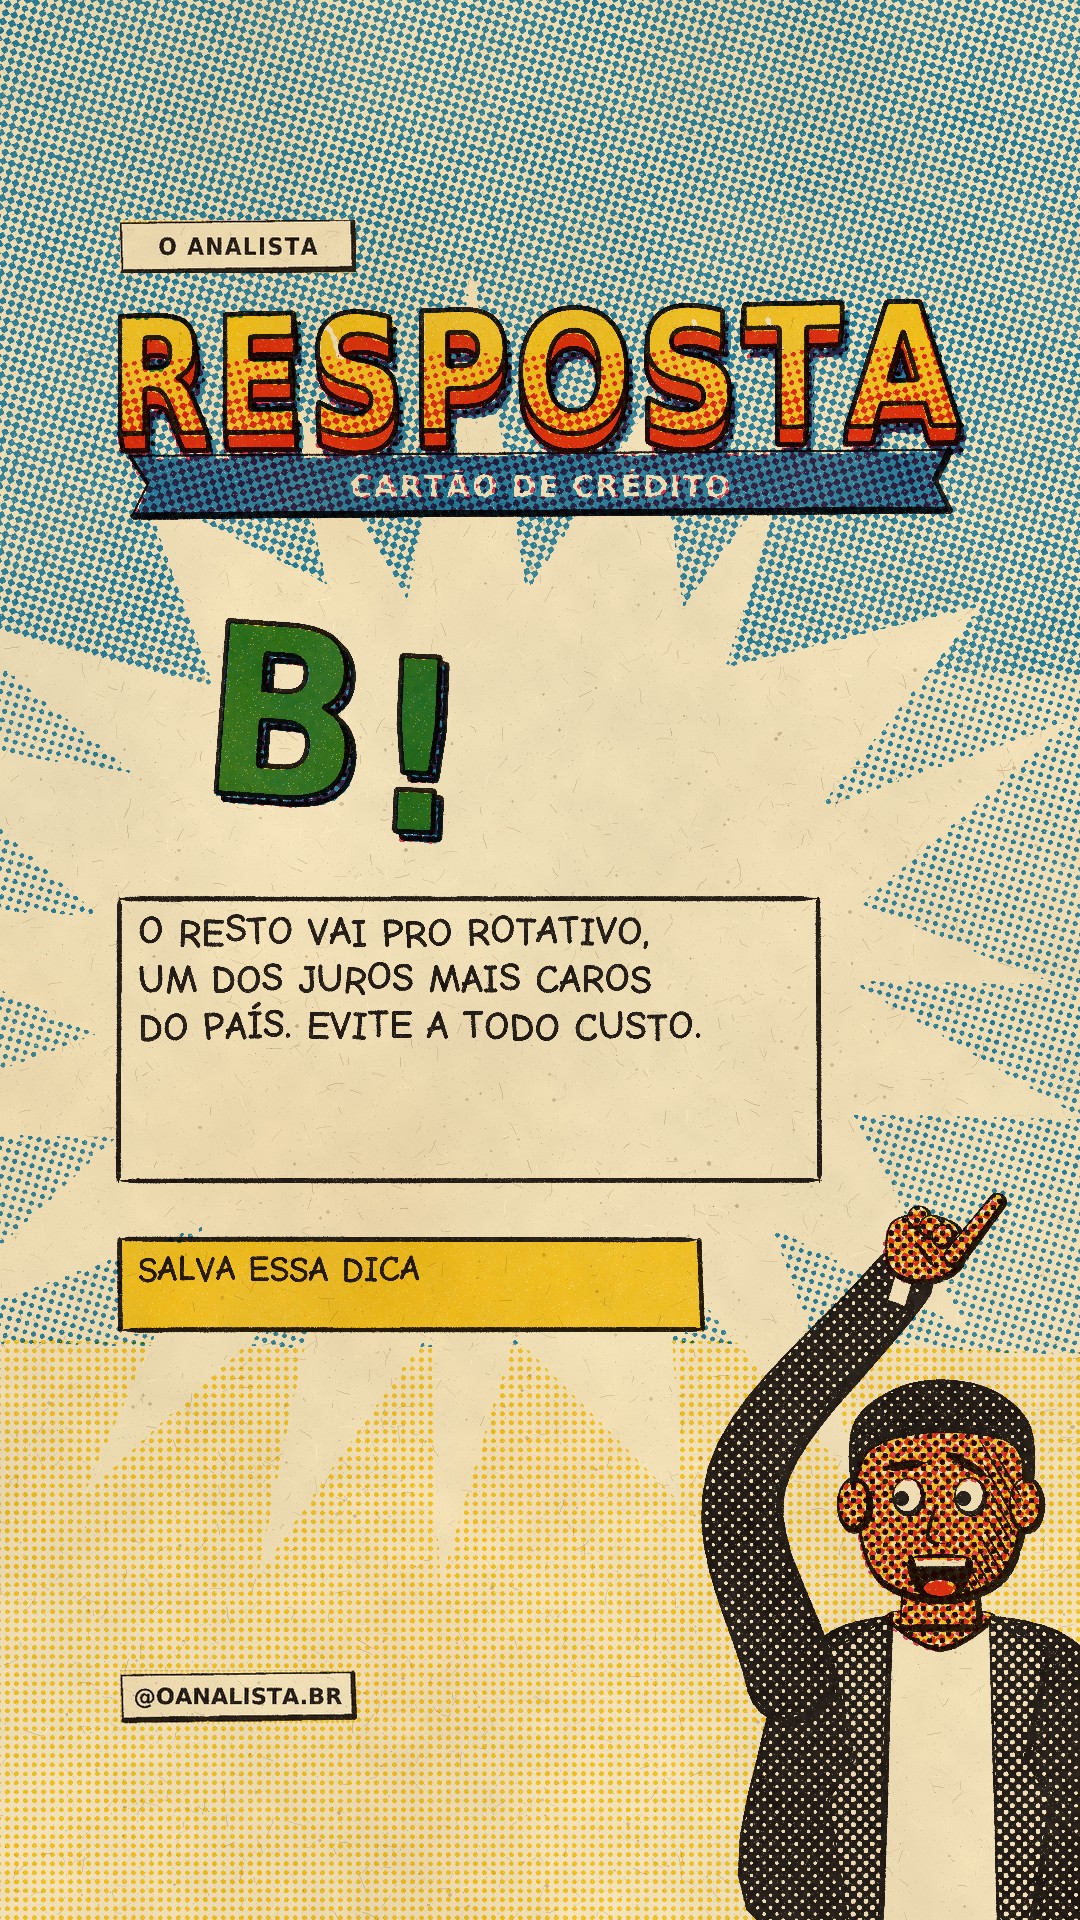 O ANALISTA
RESPOSTA
CARTÃO DE CRÉDITO
B!
O RESTO VAI PRO ROTATIVO,
UM DOS JUROS MAIS CAROS
DO PAÍS. EVITE A TODO CUSTO.
SALVA ESSA DICA
@OANALISTA.BR